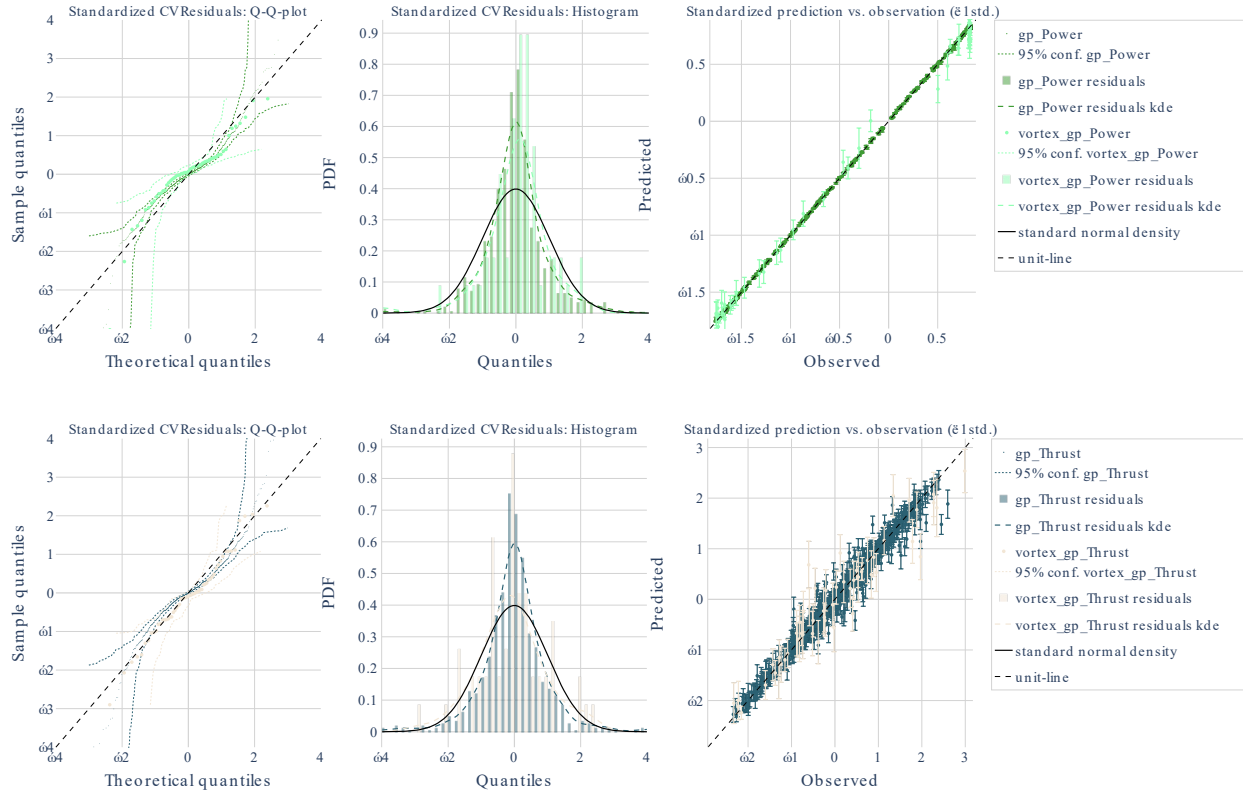 Standardized CV Residuals: Q-Q-plot
Standardized CV Residuals: Histogram
Standardized prediction vs. observation (ё1std.)
4
3
2
1
0
ώ1
ώ2
ώ3
ώ4
Sample quantiles
ώ4
ώ2
0
2
4
Theoretical quantiles
0.9
0.8
0.7
0.6
0.5
0.4
0.3
0.2
0.1
0
PDF
ώ4
ώ2
0
2
4
Quantiles
0.5
0
ώ0.5
ώ1
ώ1.5
Predicted
ώ1.5
ώ1
ώ0.5
0
0.5
Observed
gp_Power
95% conf. gp_Power
gp_Power residuals
gp_Power residuals kde
vortex_gp_Power
95% conf. vortex_gp_Power
vortex_gp_Power residuals
vortex_gp_Power residuals kde
standard normal density
unit-line
Standardized CV Residuals: Q-Q-plot
Standardized CV Residuals: Histogram
Standardized prediction vs. observation (ё1std.)
4
3
2
1
0
ώ1
ώ2
ώ3
ώ4
Sample quantiles
ώ4
ώ2
0
2
4
Theoretical quantiles
0.9
0.8
0.7
0.6
0.5
0.4
0.3
0.2
0.1
0
PDF
ώ4
ώ2
0
2
4
Quantiles
3
2
1
0
ώ1
ώ2
Predicted
ώ2
ώ1
0
1
2
3
Observed
gp_Thrust
95% conf. gp_Thrust
gp_Thrust residuals
gp_Thrust residuals kde
vortex_gp_Thrust
95% conf. vortex_gp_Thrust
vortex_gp_Thrust residuals
vortex_gp_Thrust residuals kde
standard normal density
unit-line